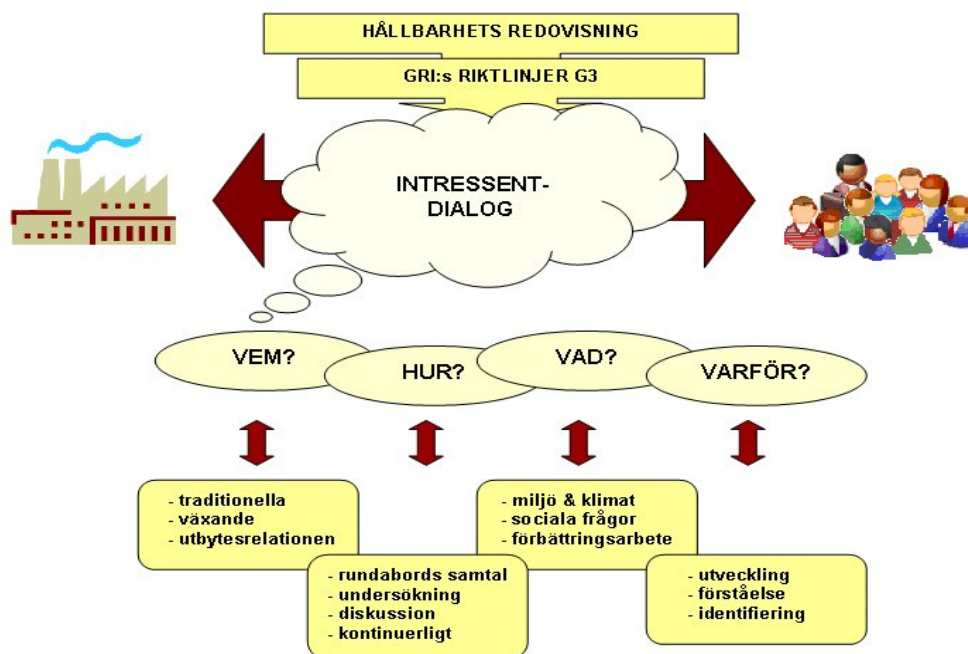 HÅLLBARHETS REDOVISNING
GRI:s RIKTLINJER G3
INTRESSENT-
DIALOG
VEM?
HUR?
VAD?
VARFÖR?
- traditionella
- växande
- utbytesrelationen
- rundabords samtal
- undersökning
- diskussion
- kontinuerligt
- miljö & klimat
- sociala frågor
- förbättringsarbete
- utveckling
- förståelse
- identifiering